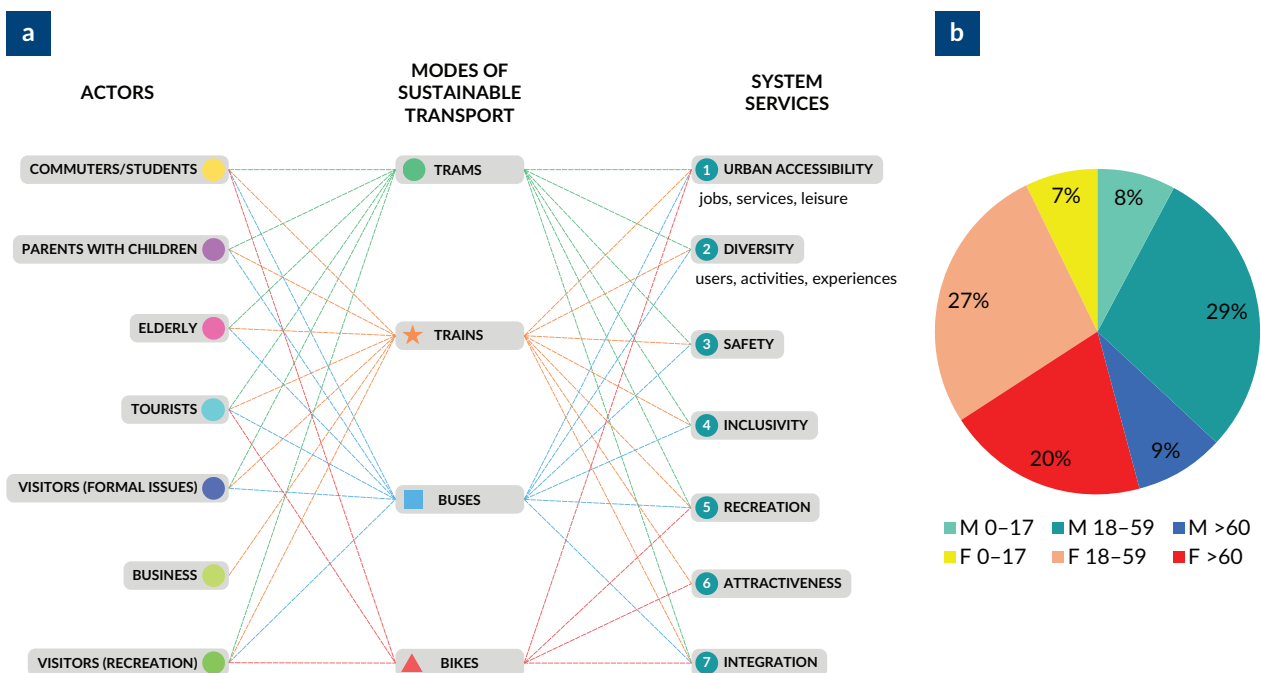 a
ACTORS
MODES OF
SUSTAINABLE
TRANSPORT
SYSTEM
SERVICES
COMMUTERS/STUDENTS
PARENTS WITH CHILDREN
ELDERLY
TOURISTS
VISITORS (FORMAL ISSUES)
BUSINESS
VISITORS (RECREATION)
TRAMS
TRAINS
BUSES
BIKES
1 URBAN ACCESSIBILITY
jobs, services, leisure
2 DIVERSITY
users, activities, experiences
3 SAFETY
4 INCLUSIVITY
5 RECREATION
6 ATTRACTIVENESS
7 INTEGRATION
b
7%
8%
27%
29%
20%
9%
M 0–17 M 18–59 M >60
F 0–17 F 18–59 F >60